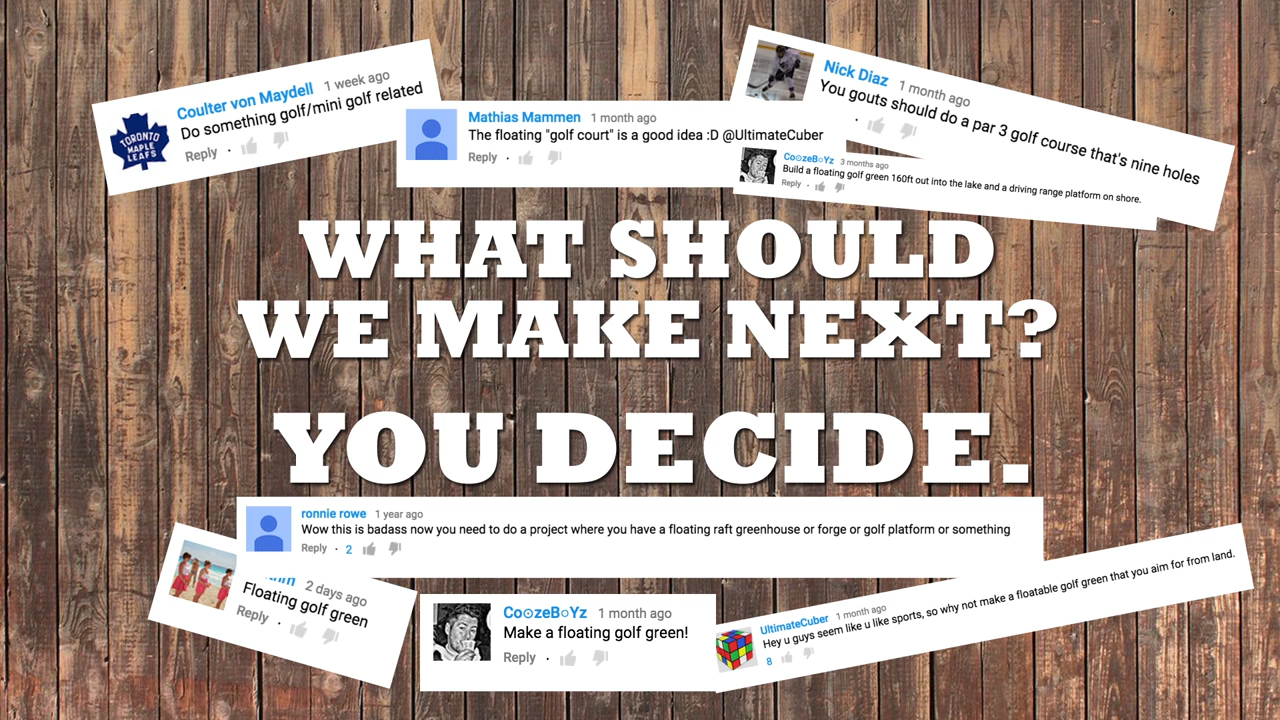 Coulter von Maydell 1 week ago
Do something golf/mini golf related
Reply
TORONTO
MAPLE
LEAFS
Mathias Mammen 1 month ago
The floating "golf court" is a good idea :D @UltimateCuber
Reply
Nick Diaz 1 month ago
You gouts should do a par 3 golf course that's nine holes
Co⊙zeB○Yz 3 months ago
Build a floating golf green 160ft out into the lake and a driving range platform on shore.
Reply
WHAT SHOULD
WE MAKE NEXT?
YOU DECIDE.
ronnie rowe 1 year ago
Wow this is badass now you need to do a project where you have a floating raft greenhouse or forge or golf platform or something
Reply · 2
2 days ago
Floating golf green
Reply
Co⊙zeB○Yz 1 month ago
Make a floating golf green!
Reply
UltimateCuber 1 month ago
Hey u guys seem like u like sports, so why not make a floatable golf green that you aim for from land.
8